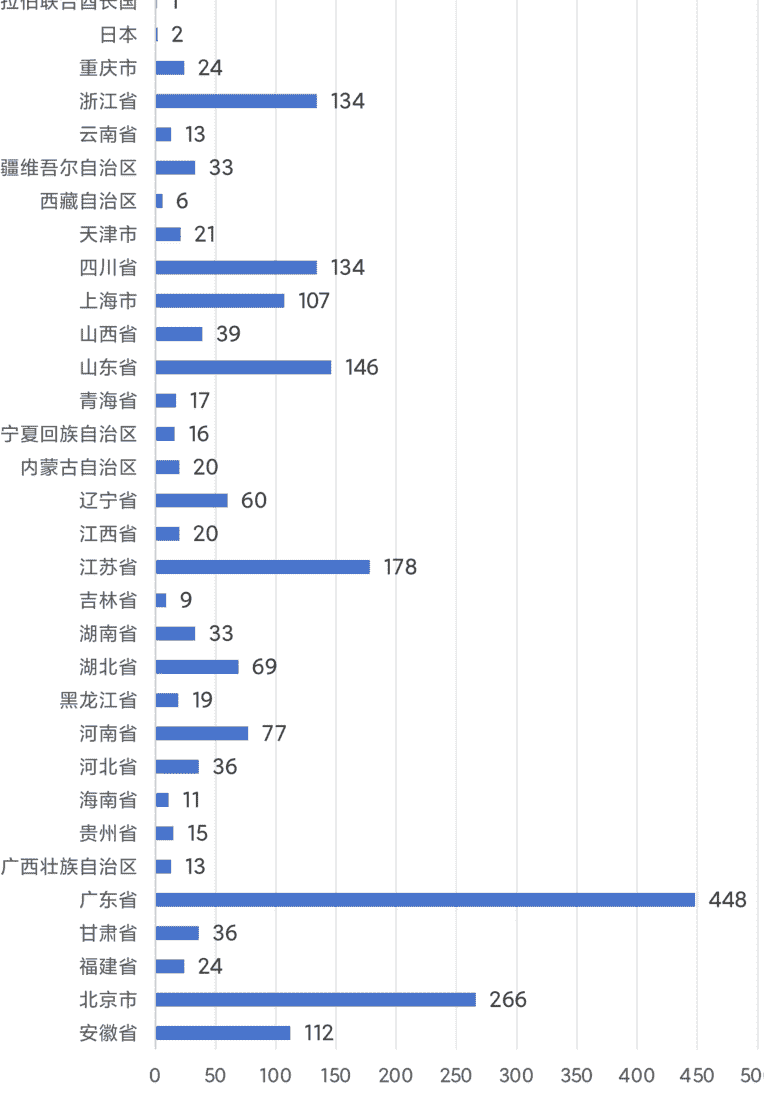 拉伯联合酋长国 1
日本 2
重庆市 24
浙江省 134
云南省 13
疆维吾尔自治区 33
西藏自治区 6
天津市 21
四川省 134
上海市 107
山西省 39
山东省 146
青海省 17
宁夏回族自治区 16
内蒙古自治区 20
辽宁省 60
江西省 20
江苏省 178
吉林省 9
湖南省 33
湖北省 69
黑龙江省 19
河南省 77
河北省 36
海南省 11
贵州省 15
广西壮族自治区 13
广东省 448
甘肃省 36
福建省 24
北京市 266
安徽省 112
0 50 100 150 200 250 300 350 400 450 50